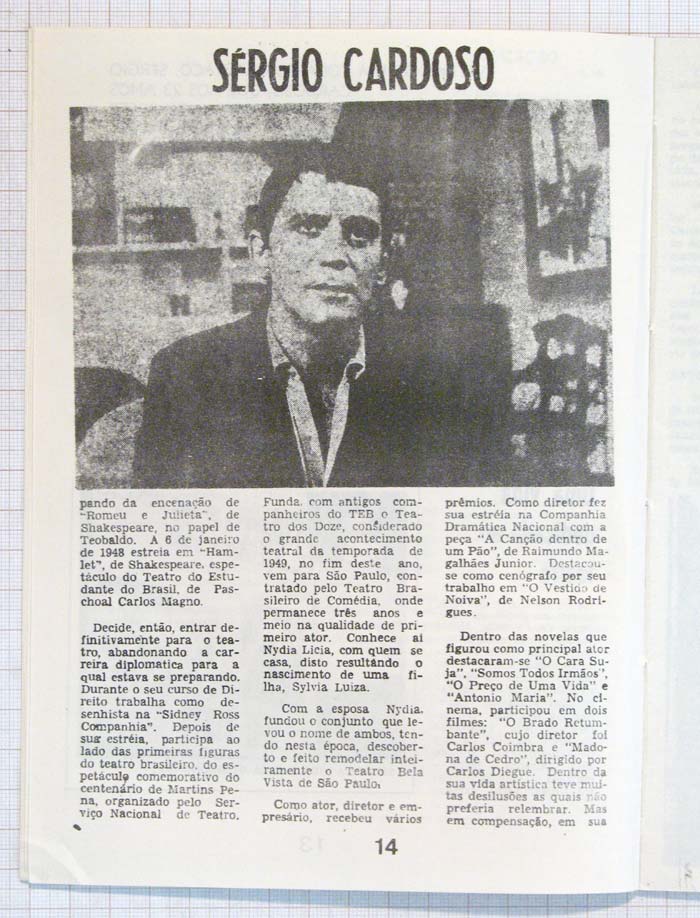 SÉRGIO CARDOSO
pando da encenação de
"Romeu e Julieta", de
Shakespeare, no papel de
Teobaldo. A 6 de janeiro
de 1948 estreia em "Ham-
let", de Shakespeare, espe-
táculo do Teatro do Estu-
dante do Brasil, de Pas-
choal Carlos Magno.
Decide, então, entrar de-
finitivamente para o tea-
tro, abandonando a car-
reira diplomatica para a
qual estava se preparando.
Durante o seu curso de Di-
reito trabalha como de-
senhista na "Sidney Ross
Companhia". Depois de
sua estréia, participa ao
lado das primeiras figuras
do teatro brasileiro, do es-
petáculo comemorativo do
centenário de Martins Pe-
na, organizado pelo Ser-
viço Nacional de Teatro.
Funda, com antigos com-
panheiros do TEB o Tea-
tro dos Doze, considerado
o grande acontecimento
teatral da temporada de
1949, no fim deste ano,
vem para São Paulo, con-
tratado pelo Teatro Bra-
sileiro de Comédia, onde
permanece três anos e
meio na qualidade de pri-
meiro ator. Conhece aí
Nydia Licia, com quem se
casa, disto resultando o
nascimento de uma fi-
lha, Sylvia Luiza.
Com a esposa Nydia,
fundou o conjunto que le-
vou o nome de ambos, ten-
do nesta época, descober-
to e feito remodelar intei-
ramente o Teatro Bela
Vista de São Paulo.
Como ator, diretor e em-
presário, recebeu vários
prêmios. Como diretor fez
sua estréia na Companhia
Dramática Nacional com a
peça "A Canção dentro de
um Pão", de Raimundo Ma-
galhães Junior. Destacou-
se como cenógrafo por seu
trabalho em "O Vestido de
Noiva", de Nelson Rodri-
gues.
Dentro das novelas que
figurou como principal ator
destacaram-se "O Cara Su-
ja", "Somos Todos Irmãos",
"O Preço de Uma Vida" e
"Antonio Maria". No ci-
nema, participou em dois
filmes: "O Brado Retum-
bante", cujo diretor foi
Carlos Coimbra e "Mado-
na de Cedro", dirigido por
Carlos Diegue. Dentro da
sua vida artística teve mui-
tas desilusões as quais não
preferia relembrar. Mas
em compensação, em sua
14